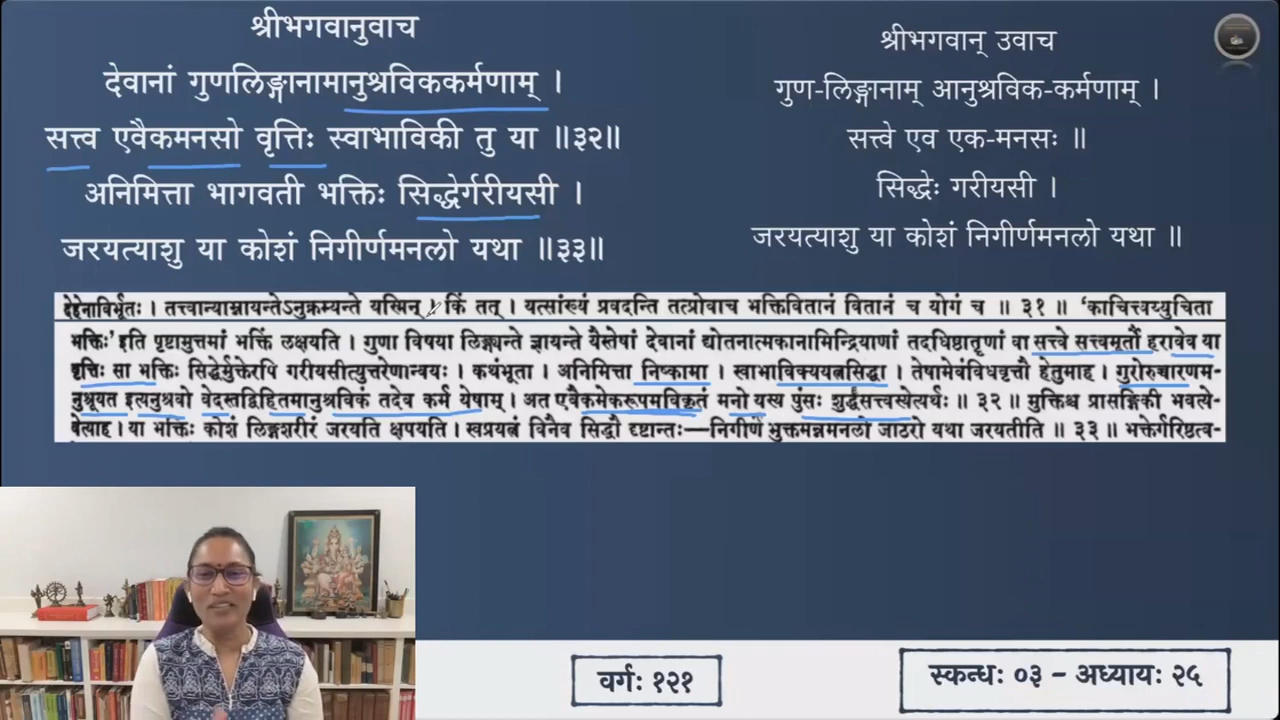 श्रीभगवानुवाच
देवानां गुणलिङ्गानामानुश्रविककर्मणाम् ।
सत्त्व एवैकमनसो वृत्तिः स्वाभाविकी तु या ॥३२॥
अनिमित्ता भागवती भक्तिः सिद्धेर्गरीयसी ।
जरयत्याशु या कोशं निगीर्णमनलो यथा ॥३३॥
श्रीभगवान् उवाच
गुण-लिङ्गानाम् आनुश्रविक-कर्मणाम् ।
सत्त्वे एव एक-मनसः ॥
सिद्धेः गरीयसी ।
जरयत्याशु या कोशं निगीर्णमनलो यथा ॥
देहेनाविर्भूतः । तत्त्वान्याम्नायन्तेऽनुक्रम्यन्ते यस्मिन् । किं तत् । यत्सांख्यं प्रवदन्ति तत्प्रोवाच भक्तिवितानं वितानं च योगं च ॥ ३१ ॥ ‘काचित्त्वय्युचिता
भक्तिः’ इति पृष्टामुत्तमां भक्तिं लक्षयति । गुणा विषया लिङ्ग्यन्ते ज्ञायन्ते यैस्तेषां देवानां द्योतनात्मकानामिन्द्रियाणां तदधिष्ठातॄणां वा सत्त्वे सत्त्वमूर्तौ हरावेव या
वृत्तिः सा भक्तिः सिद्धेर्मुक्तेरपि गरीयसीत्युत्तरेणान्वयः । कथंभूता । अनिमित्ता निष्कामा । स्वाभाविक्ययत्नसिद्धा । तेषामेवंविधवृत्तौ हेतुमाह । गुरोरुच्चारणम-
नुश्रूयत इत्यनुश्रवो वेदस्तद्विहितमानुश्रविकं तदेव कर्म येषाम् । अत एवैकमेकरूपमविकृतं मनो यस्य पुंसः शुद्धसत्त्वस्येत्यर्थः ॥ ३२ ॥ मुक्तिश्च प्रासङ्गिकी भवत्ये-
वेत्याह । या भक्तिः कोशं लिङ्गशरीरं जरयति क्षपयति । स्वप्रयत्नं विनैव सिद्धौ दृष्टान्तः—निगीर्णं भुक्तमन्नमनलो जाठरो यथा जरयतीति ॥ ३३ ॥ भक्तेर्गरिष्ठत्व-
वर्गः १२१
स्कन्धः ०३ - अध्यायः २५